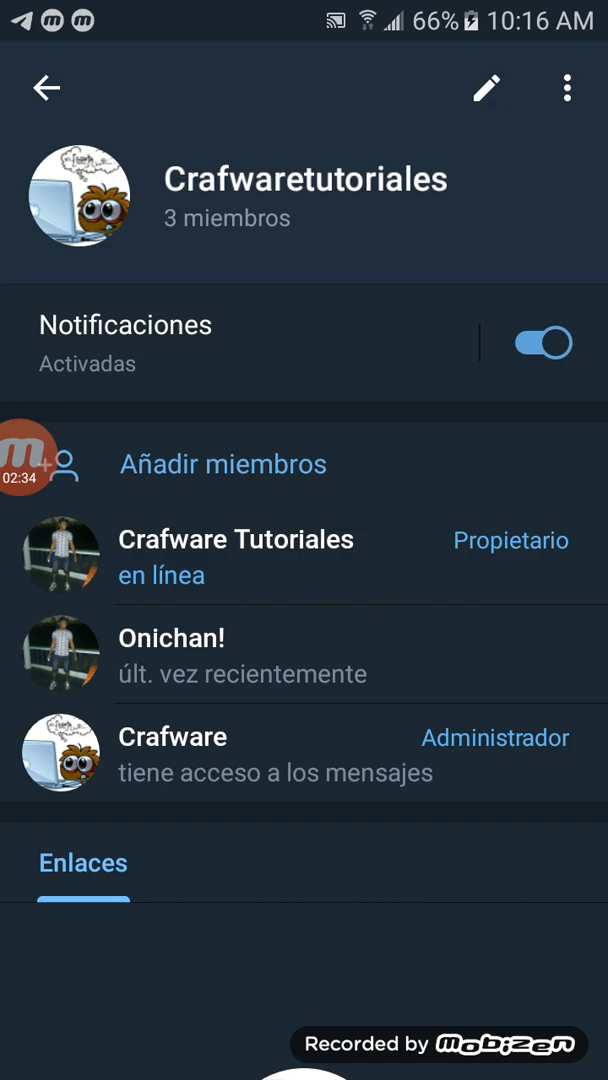 66% 10:16 AM
Crafwaretutoriales
3 miembros
Notificaciones
Activadas
02:34
Añadir miembros
Crafware Tutoriales
Propietario
en línea
Onichan!
últ. vez recientemente
Crafware
Administrador
tiene acceso a los mensajes
Enlaces
Recorded by mobizen